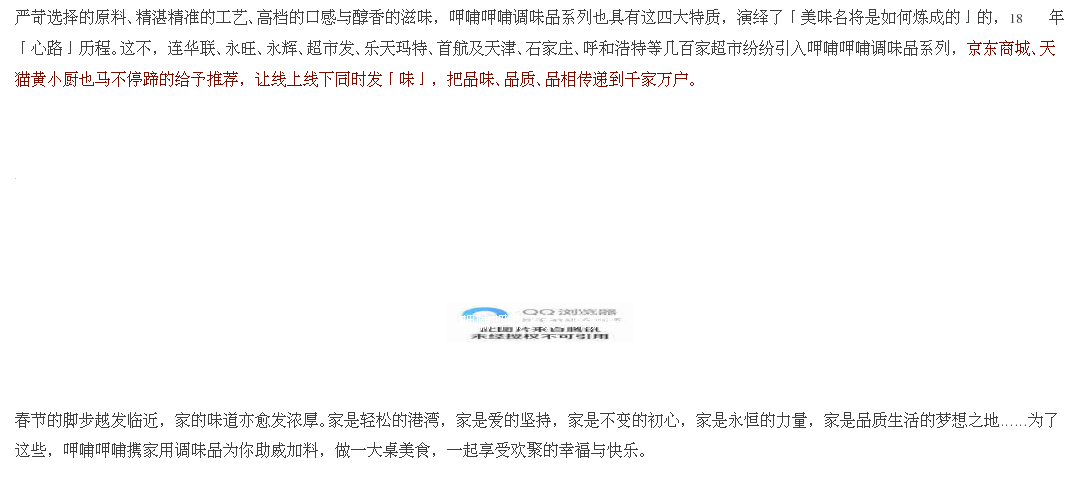 严苛选择的原料、精湛精准的工艺、高档的口感与醇香的滋味，呷哺呷哺调味品系列也具有这四大特质，演绎了「美味名将是如何炼成的」的，18 年
「心路」历程。这不，连华联、永旺、永辉、超市发、乐天玛特、首航及天津、石家庄、呼和浩特等几百家超市纷纷引入呷哺呷哺调味品系列，京东商城、天
猫黄小厨也马不停蹄的给予推荐，让线上线下同时发「味」，把品味、品质、品相传递到千家万户。
QQ浏览器
此图片来自腾讯
未经授权不可引用
春节的脚步越发临近，家的味道亦愈发浓厚。家是轻松的港湾，家是爱的坚持，家是不变的初心，家是永恒的力量，家是品质生活的梦想之地……为了
这些，呷哺呷哺携家用调味品为你助威加料，做一大桌美食，一起享受欢聚的幸福与快乐。